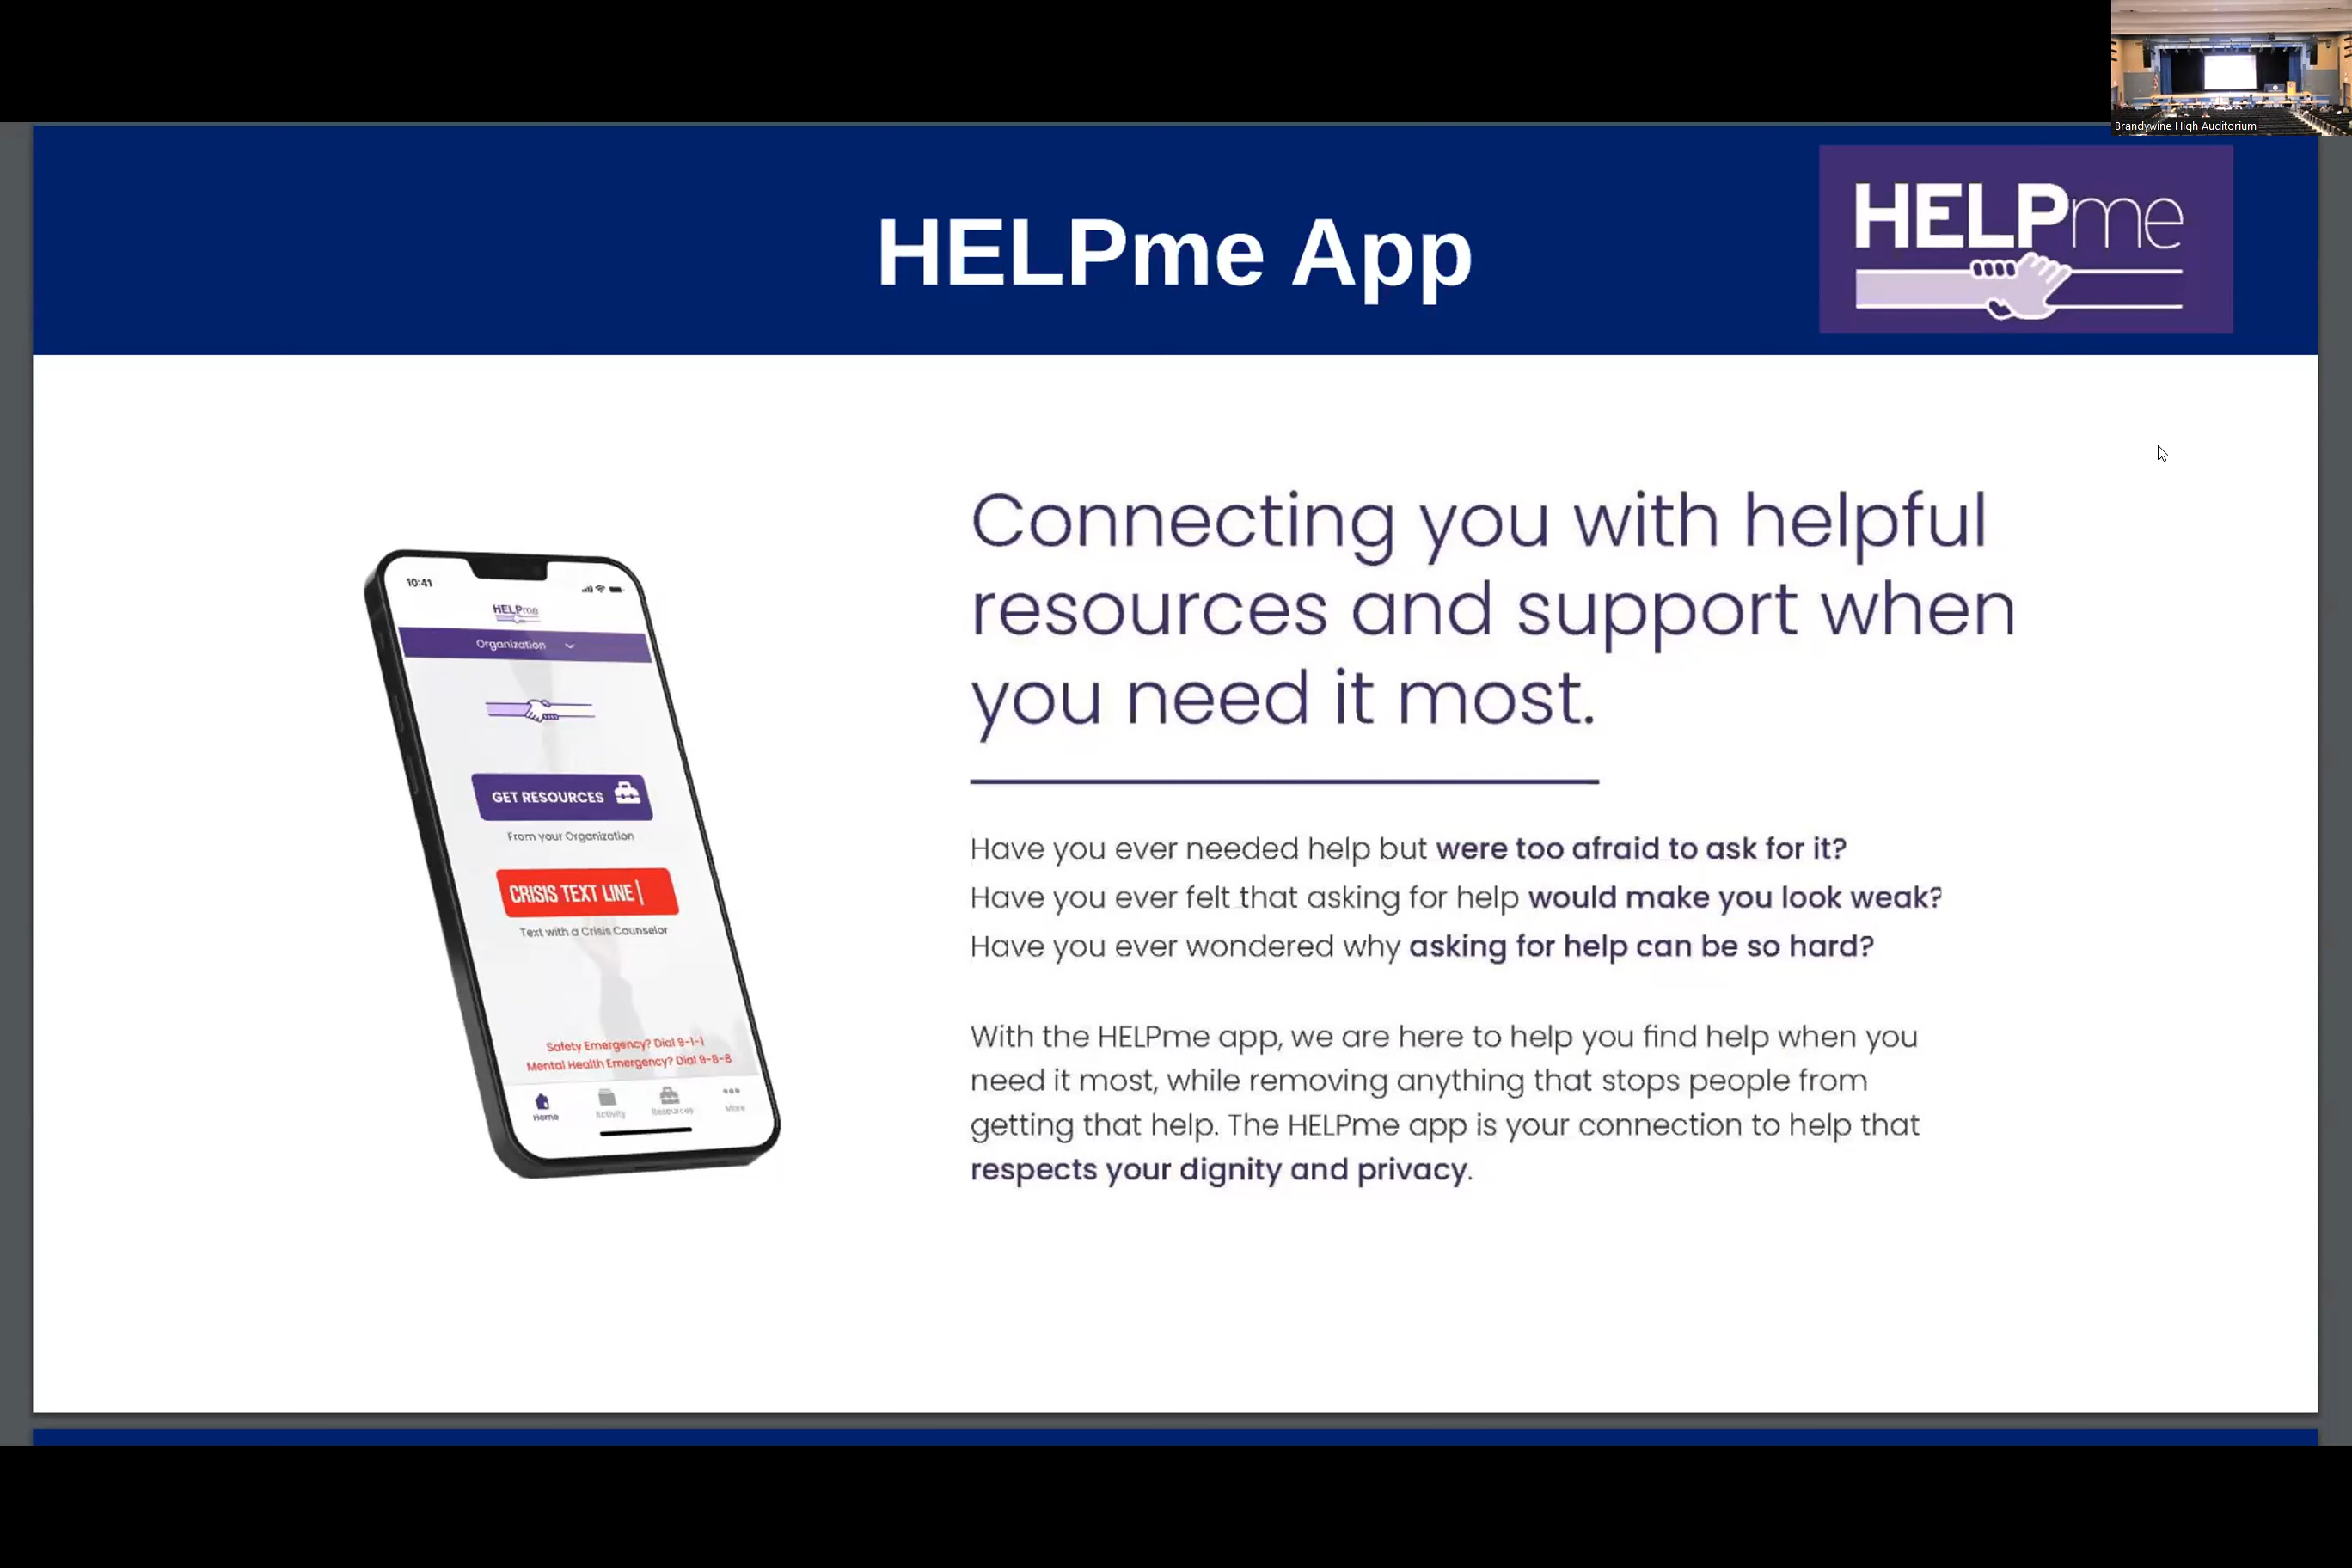 Brandywine High Auditorium
HELPme App
HELPme
10:41
HELPme
Organization
GET RESOURCES
From your Organization
CRISIS TEXT LINE |
Text with a Crisis Counselor
Safety Emergency? Dial 9-1-1
Mental Health Emergency? Dial 9-8-8
Home Activity Resources More
Connecting you with helpful
resources and support when
you need it most.
Have you ever needed help but were too afraid to ask for it?
Have you ever felt that asking for help would make you look weak?
Have you ever wondered why asking for help can be so hard?
With the HELPme app, we are here to help you find help when you
need it most, while removing anything that stops people from
getting that help. The HELPme app is your connection to help that
respects your dignity and privacy.